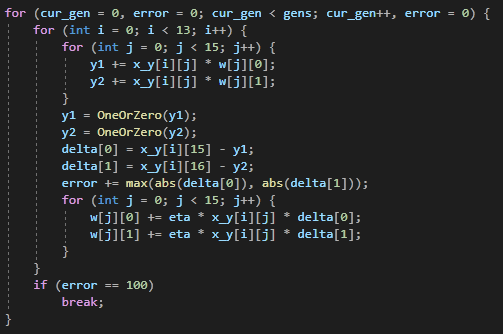 for (cur_gen = 0, error = 0; cur_gen < gens; cur_gen++, error = 0) {
    for (int i = 0; i < 13; i++) {
        for (int j = 0; j < 15; j++) {
            y1 += x_y[i][j] * w[j][0];
            y2 += x_y[i][j] * w[j][1];
        }
        y1 = OneOrZero(y1);
        y2 = OneOrZero(y2);
        delta[0] = x_y[i][15] - y1;
        delta[1] = x_y[i][16] - y2;
        error += max(abs(delta[0]), abs(delta[1]));
        for (int j = 0; j < 15; j++) {
            w[j][0] += eta * x_y[i][j] * delta[0];
            w[j][1] += eta * x_y[i][j] * delta[1];
        }
    }
    if (error == 100)
        break;
}